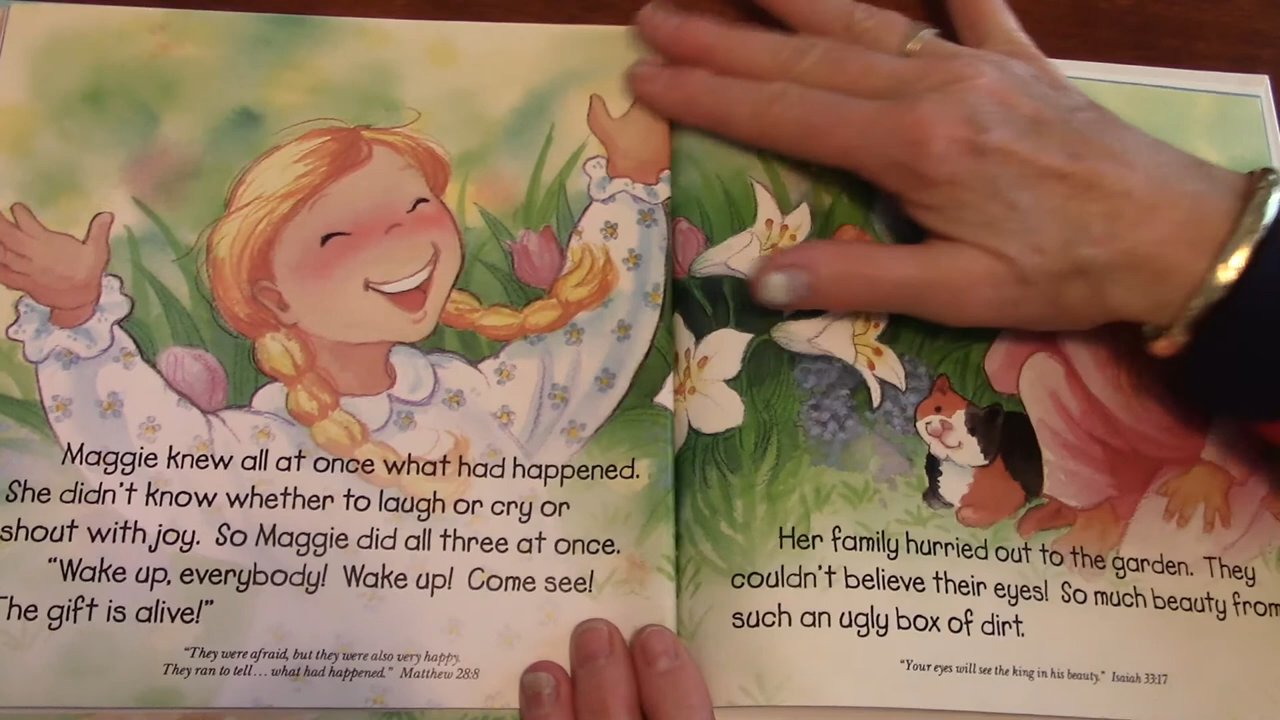 Maggie knew all at once what had happened.
She didn't know whether to laugh or cry or
shout with joy. So Maggie did all three at once.
"Wake up, everybody! Wake up! Come see!
The gift is alive!"
"They were afraid, but they were also very happy.
They ran to tell... what had happened." Matthew 28:8
Her family hurried out to the garden. They
couldn't believe their eyes! So much beauty from
such an ugly box of dirt.
"Your eyes will see the king in his beauty." Isaiah 33:17